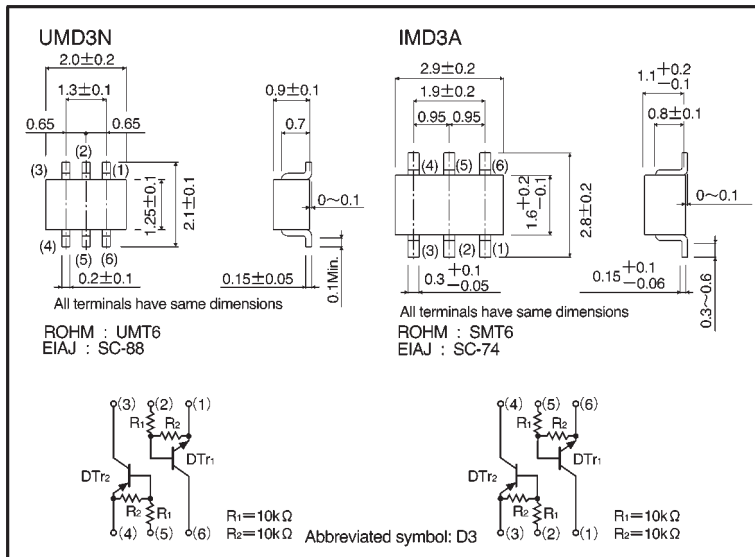 UMD3N
2.0±0.2
1.3±0.1
0.65
0.65
(2)
(3)
(1)
1.25±0.1
2.1±0.1
(4)
(5)
(6)
0.2±0.1
0.9±0.1
0.7
0~0.1
0.15±0.05
0.1Min.
All terminals have same dimensions
ROHM : UMT6
EIAJ : SC-88
IMD3A
2.9±0.2
1.9±0.2
0.95
0.95
(4)
(5)
(6)
1.6 +0.2 −0.1
2.8±0.2
(3)
(2)
(1)
0.3 +0.1 −0.05
1.1 +0.2 −0.1
0.8±0.1
0~0.1
0.15 +0.1 −0.06
0.3~0.6
All terminals have same dimensions
ROHM : SMT6
EIAJ : SC-74
(3) (2) (1)
R1
R2
DTr1
DTr2
R2
R1
(4) (5) (6)
R1=10kΩ
R2=10kΩ
Abbreviated symbol: D3
(4) (5) (6)
R1
R2
DTr1
DTr2
R2
R1
(3) (2) (1)
R1=10kΩ
R2=10kΩ